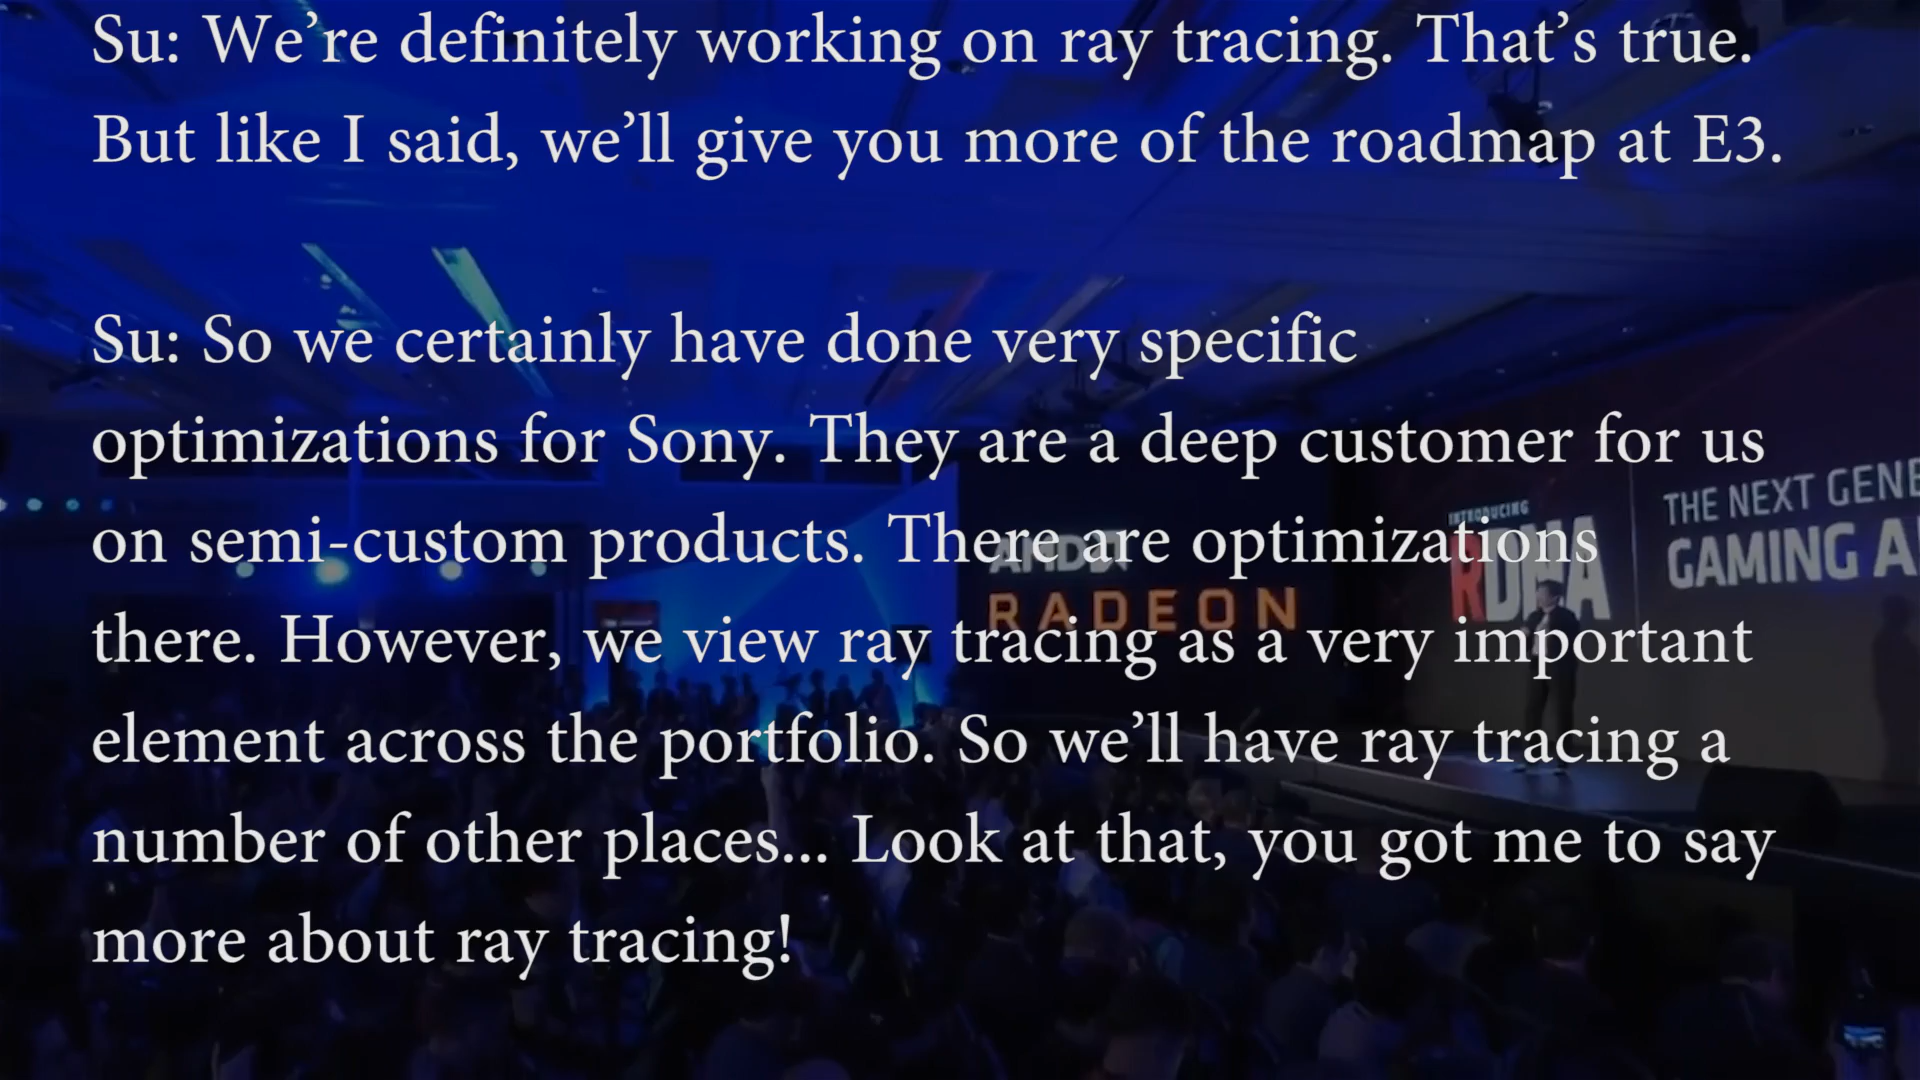 Su: We’re definitely working on ray tracing. That’s true.
But like I said, we’ll give you more of the roadmap at E3.
Su: So we certainly have done very specific
optimizations for Sony. They are a deep customer for us
on semi-custom products. There are optimizations
there. However, we view ray tracing as a very important
element across the portfolio. So we’ll have ray tracing a
number of other places... Look at that, you got me to say
more about ray tracing!
AMD
RADEON
INTRODUCING
RDNA
THE NEXT GENE
GAMING A